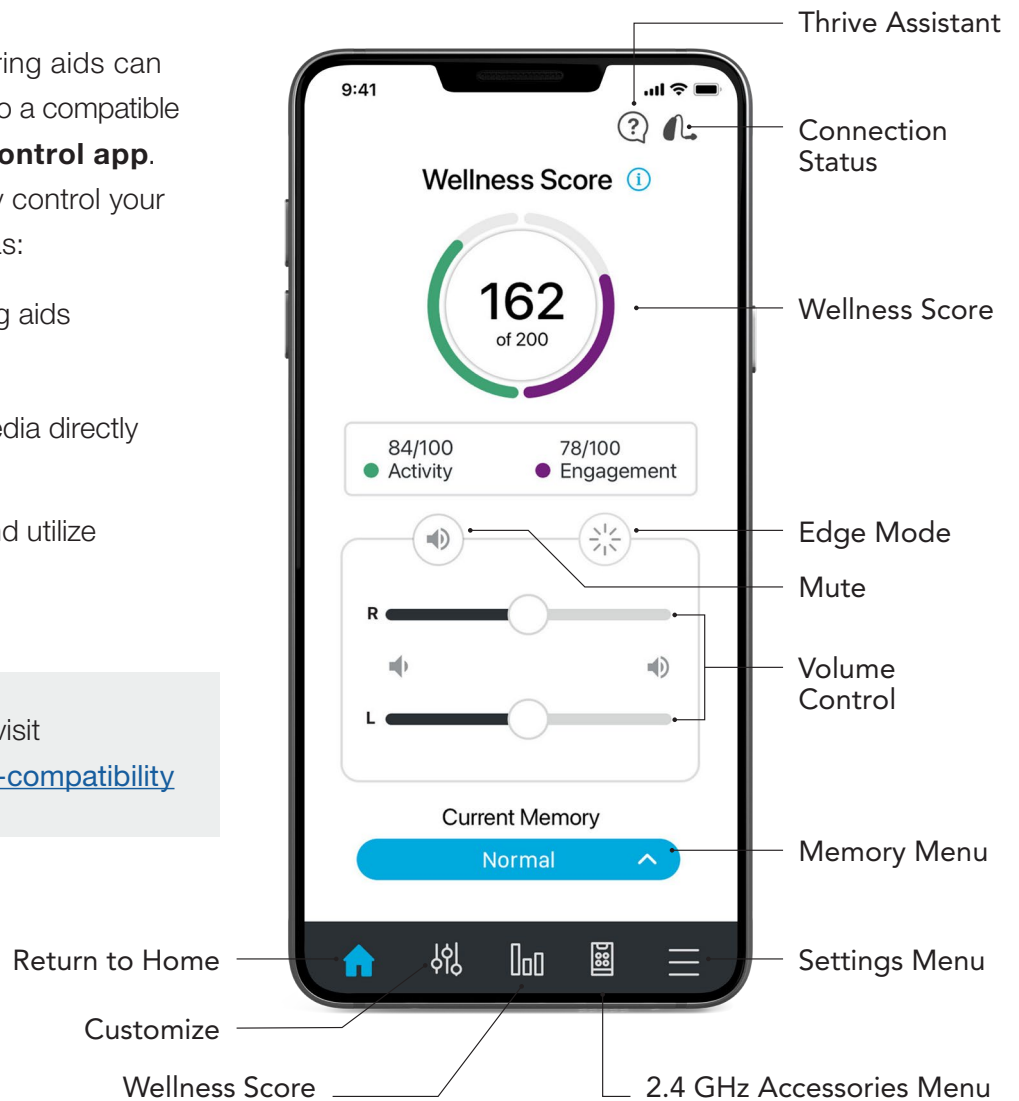 ring aids can
o a compatible
ontrol app.
y control your
as:
g aids
edia directly
nd utilize
visit
-compatibility
Thrive Assistant
Connection
Status
Wellness Score
Edge Mode
Mute
Volume
Control
Memory Menu
Settings Menu
2.4 GHz Accessories Menu
Return to Home
Customize
Wellness Score
9:41
?
Wellness Score i
162
of 200
84/100
Activity
78/100
Engagement
R
L
Current Memory
Normal